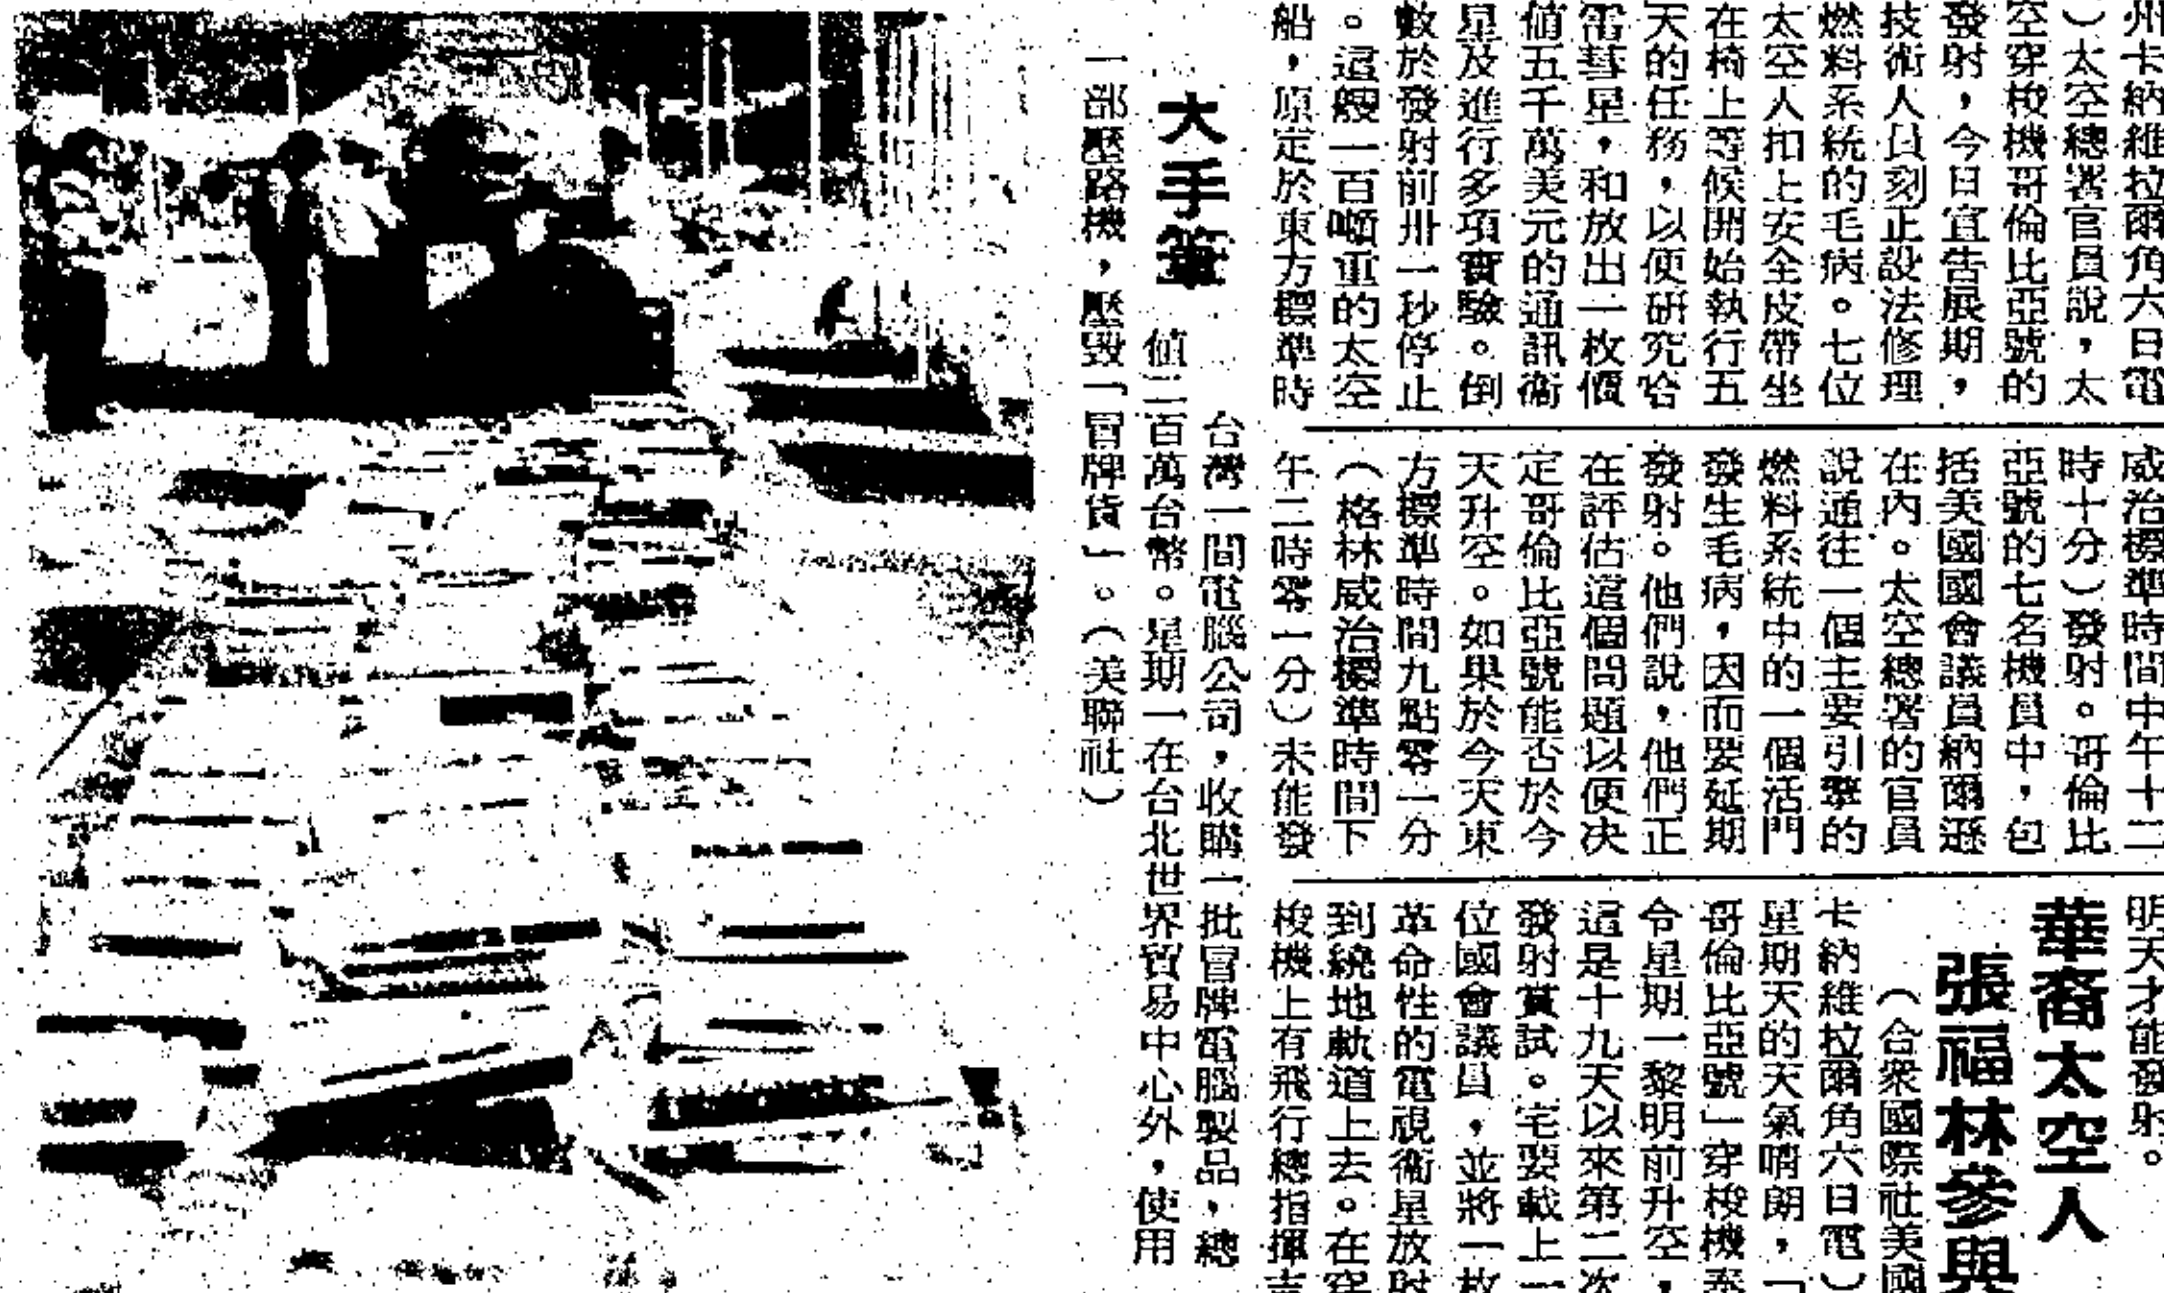 州卡納維拉爾角六日電
）太空總署官員說，太
空穿梭機哥倫比亞號的
發射，今日宣告展期，
技術人員刻正設法修理
燃料系統的毛病。七位
太空人扣上安全皮帶坐
在椅上等候開始執行五
天的任務，以便研究哈
雷彗星，和放出一枚價
值五千萬美元的通訊衞
星及進行多項實驗。倒
數於發射前卅一秒停止
。這艘一百噸重的太空
船，原定於東方標準時
威治標準時間中午十二
時十分）發射。哥倫比
亞號的七名機員中，包
括美國國會議員納爾遜
在內。太空總署的官員
說通往一個主要引擎的
燃料系統中的一個活門
發生毛病，因而要延期
發射。他們說，他們正
在評估這個問題以便决
定哥倫比亞號能否於今
天升空。如果於今天東
方標準時間九點零一分
（格林威治標準時間下
午二時零一分）未能發
明天才能發射。
華裔太空人
張福林參與
（合衆國際社美國
卡納維拉爾角六日電）
星期天的天氣晴朗，「
哥倫比亞號」穿梭機奉
令星期一黎明前升空，
這是十九天以來第二次
發射嘗試。它要載上一
位國會議員，並將一枚
革命性的電視衞星放射
到繞地軌道上去。在穿
梭機上有飛行總指揮吉
大手筆
台灣一間電腦公司，收購一批冒牌電腦製品，總
值二百萬台幣。星期一在台北世界貿易中心外，使用
一部壓路機，壓毀「冒牌貨」。（美聯社）